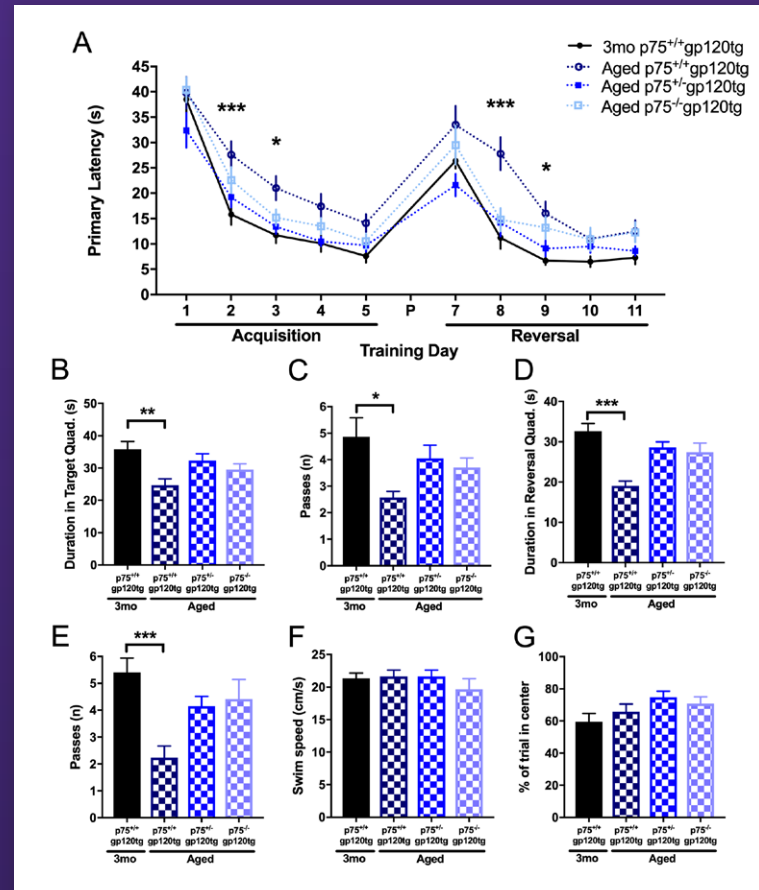 A
3mo p75+/+gp120tg
Aged p75+/+gp120tg
Aged p75+/-gp120tg
Aged p75-/-gp120tg
Primary Latency (s)
45
40
35
30
25
20
15
10
5
0
***
*
***
*
1 2 3 4 5 P 7 8 9 10 11
Acquisition Reversal
Training Day
B
Duration in Target Quad. (s)
50
40
30
20
10
0
**
p75+/+ p75+/+ p75+/- p75-/-
gp120tg gp120tg gp120tg gp120tg
3mo Aged
C
Passes (n)
6
5
4
3
2
1
0
*
p75+/+ p75+/+ p75+/- p75-/-
gp120tg gp120tg gp120tg gp120tg
3mo Aged
D
Duration in Reversal Quad. (s)
40
30
20
10
0
***
p75+/+ p75+/+ p75+/- p75-/-
gp120tg gp120tg gp120tg gp120tg
3mo Aged
E
Passes (n)
6
5
4
3
2
1
0
***
p75+/+ p75+/+ p75+/- p75-/-
gp120tg gp120tg gp120tg gp120tg
3mo Aged
F
Swim speed (cm/s)
25
20
15
10
5
0
p75+/+ p75+/+ p75+/- p75-/-
gp120tg gp120tg gp120tg gp120tg
3mo Aged
G
% of trial in center
100
80
60
40
20
0
p75+/+ p75+/+ p75+/- p75-/-
gp120tg gp120tg gp120tg gp120tg
3mo Aged